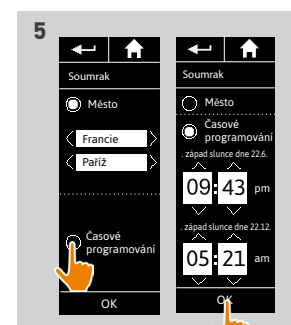 5
Soumrak
Město
Francie
Paříž
Časové
programování
OK
Soumrak
Město
Časové
programování
. západ slunce dne 22.6.
09:43 pm
. západ slunce dne 22.12.
05:21 am
OK